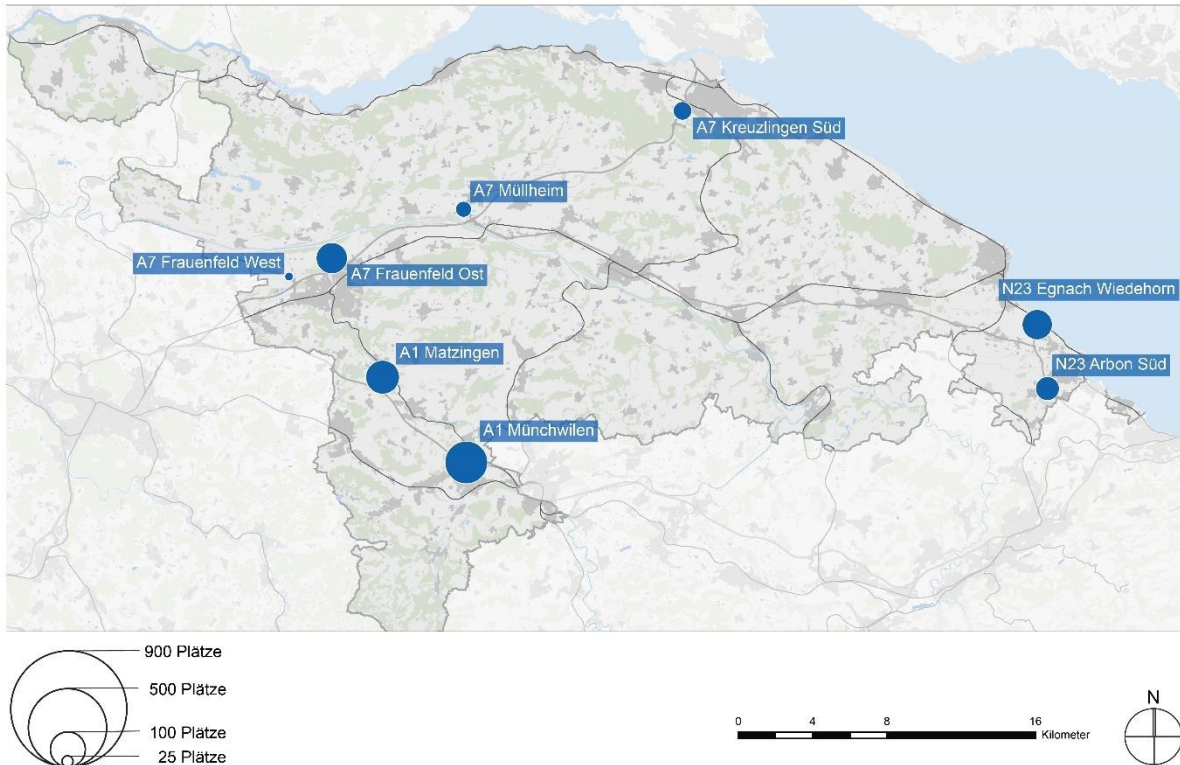 A7 Kreuzlingen Süd
A7 Müllheim
A7 Frauenfeld West
A7 Frauenfeld Ost
N23 Egnach Wiedehorn
A1 Matzingen
N23 Arbon Süd
A1 Münchwilen
900 Plätze
500 Plätze
100 Plätze
25 Plätze
0 4 8 16
Kilometer
N